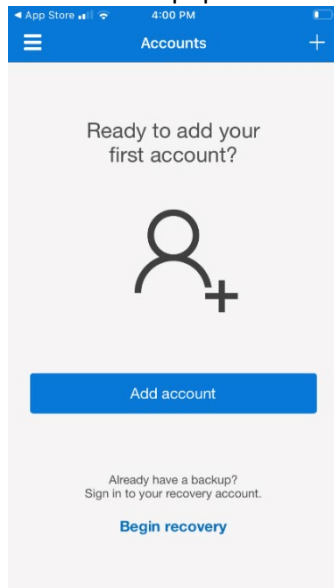 ◀ App Store 4:00 PM
Accounts
Ready to add your
first account?
Add account
Already have a backup?
Sign in to your recovery account.
Begin recovery